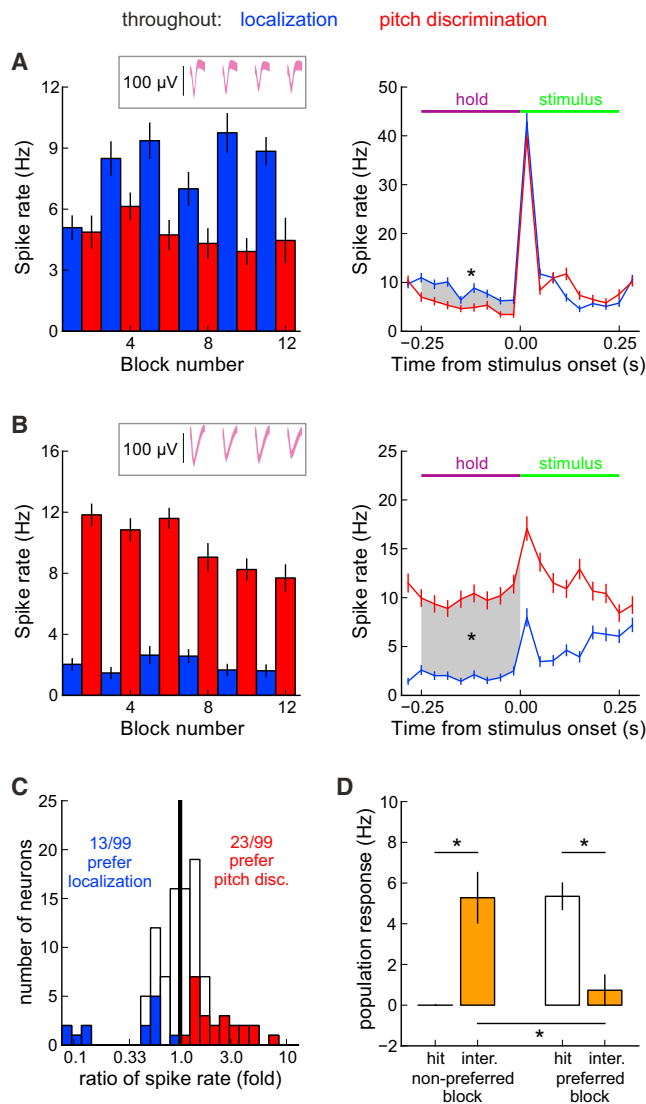 throughout: localization pitch discrimination
A
100 µV
12
9
6
3
0
Spike rate (Hz)
4 8 12
Block number
50
40
30
20
10
0
Spike rate (Hz)
hold stimulus
*
−0.25 0.00 0.25
Time from stimulus onset (s)
B
100 µV
16
12
8
4
0
Spike rate (Hz)
4 8 12
Block number
25
20
15
10
5
0
Spike rate (Hz)
hold stimulus
*
−0.25 0.00 0.25
Time from stimulus onset (s)
C
25
20
15
10
5
0
number of neurons
13/99
prefer
localization
23/99
prefer
pitch disc.
0.1 0.33 1.0 3.0 10
ratio of spike rate (fold)
D
8
6
4
2
0
−2
population response (Hz)
* *
*
hit inter. hit inter.
non-preferred
block
preferred
block